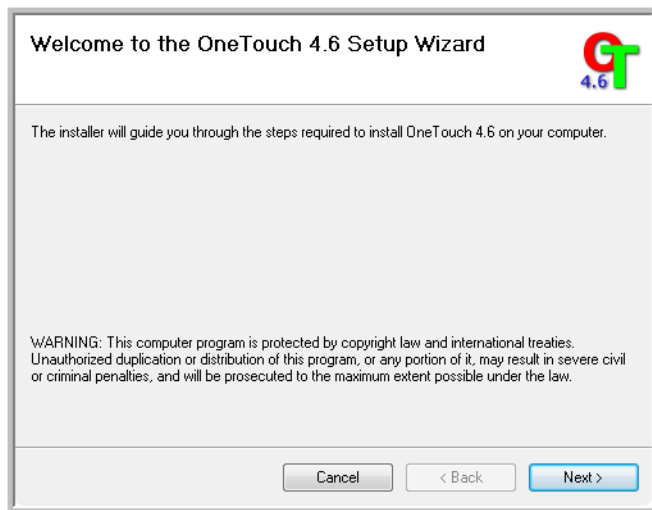 Welcome to the OneTouch 4.6 Setup Wizard
OT
4.6
The installer will guide you through the steps required to install OneTouch 4.6 on your computer.
WARNING: This computer program is protected by copyright law and international treaties.
Unauthorized duplication or distribution of this program, or any portion of it, may result in severe civil
or criminal penalties, and will be prosecuted to the maximum extent possible under the law.
Cancel < Back Next >